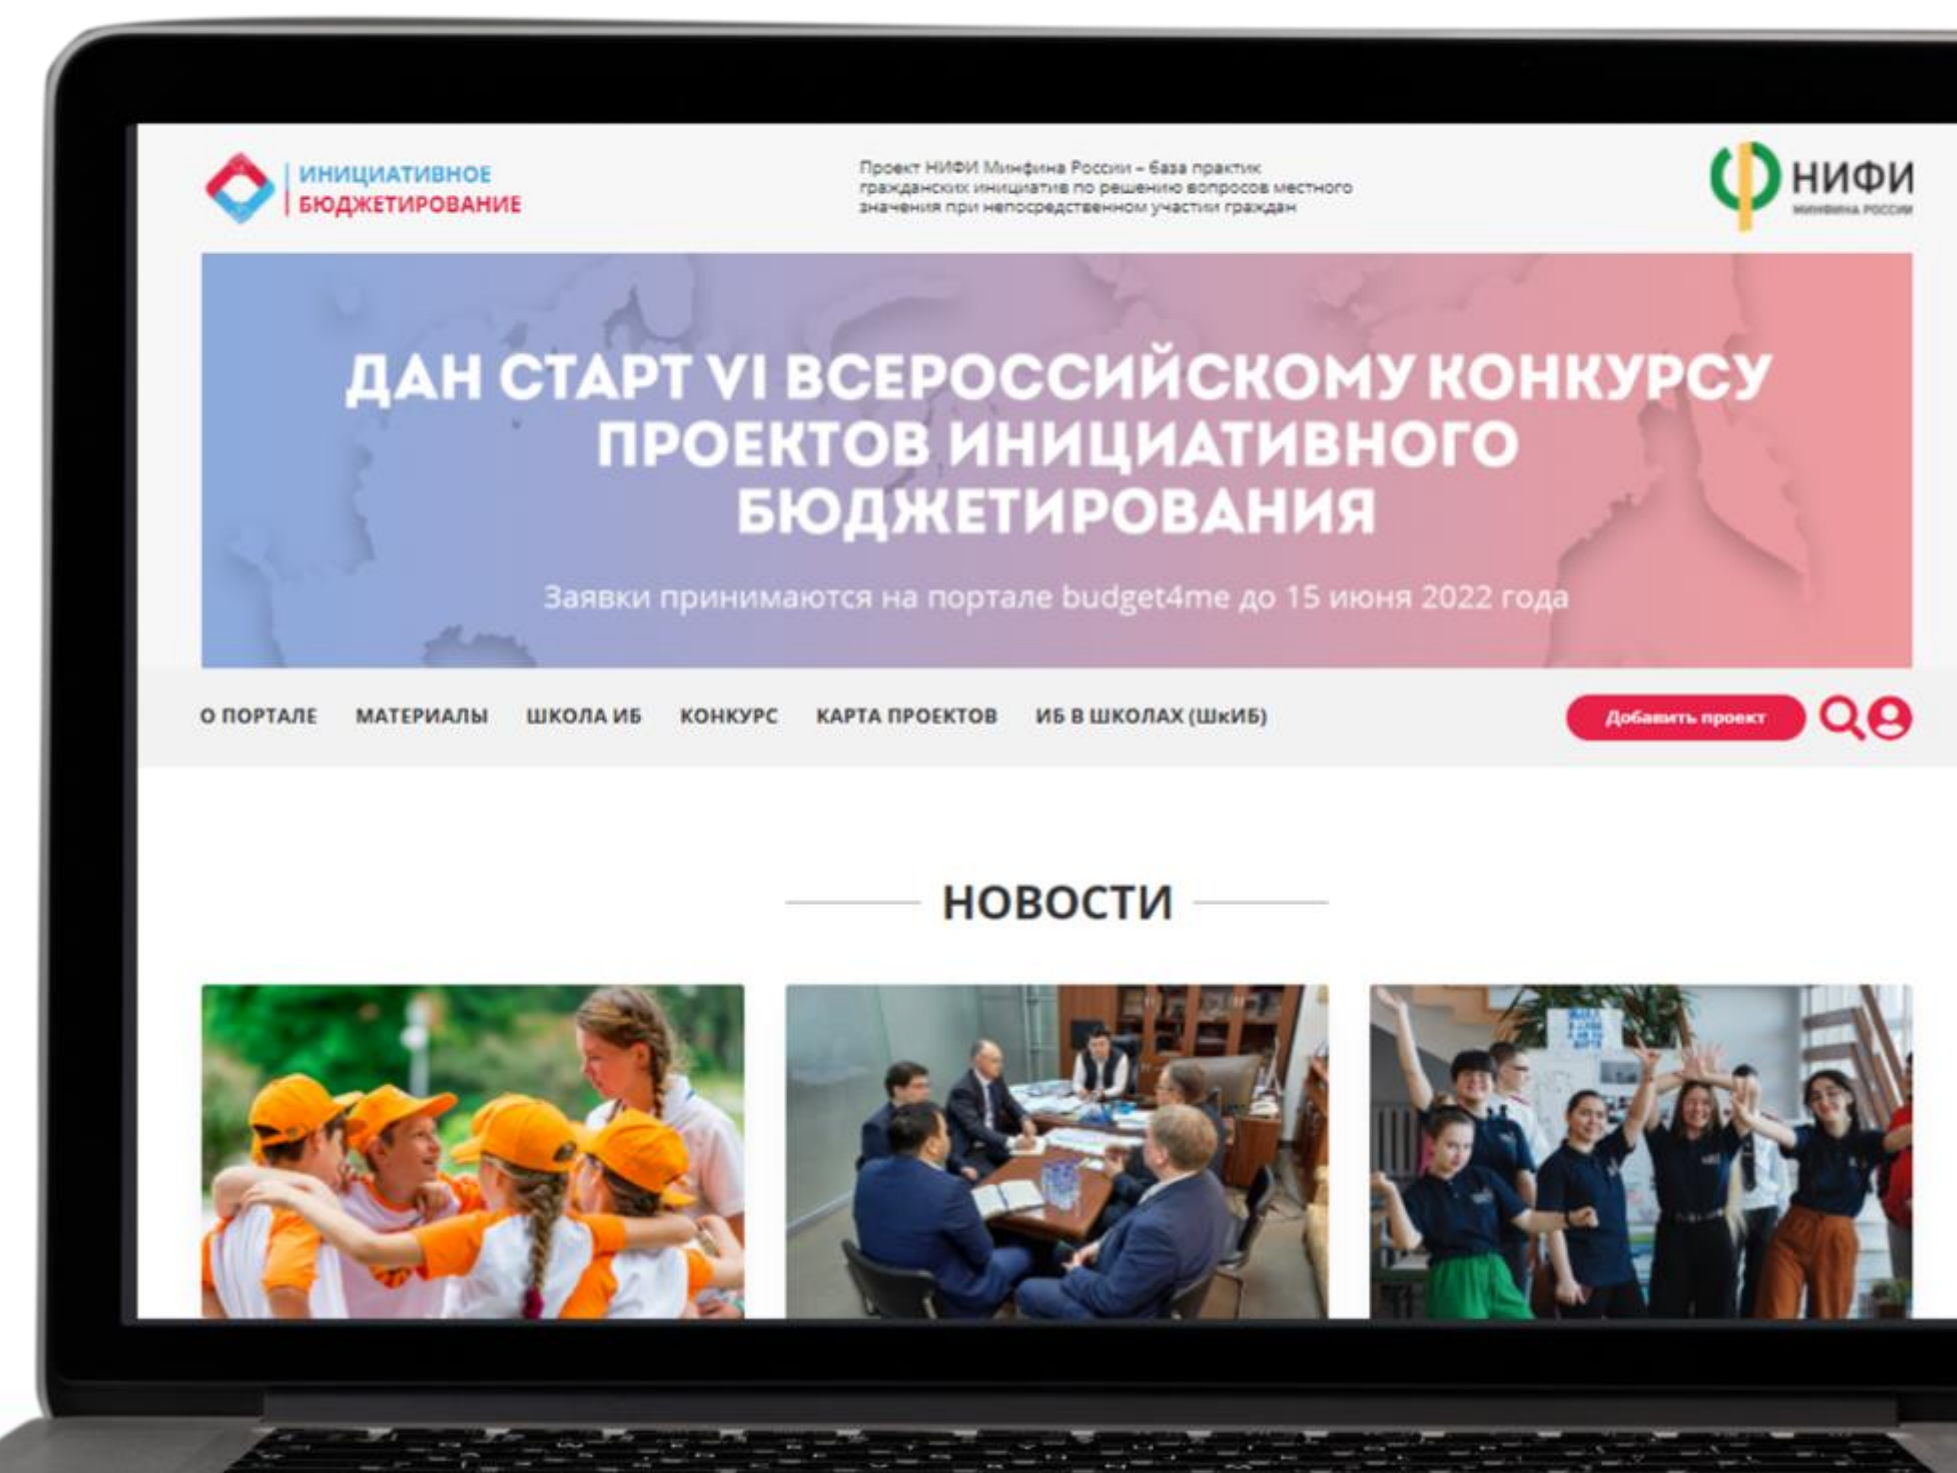 ИНИЦИАТИВНОЕ
БЮДЖЕТИРОВАНИЕ
Проект НИФИ Минфина России – база практик
гражданских инициатив по решению вопросов местного
значения при непосредственном участии граждан
НИФИ
МИНФИНА РОССИИ
ДАН СТАРТ VI ВСЕРОССИЙСКОМУ КОНКУРСУ
ПРОЕКТОВ ИНИЦИАТИВНОГО
БЮДЖЕТИРОВАНИЯ
Заявки принимаются на портале budget4me до 15 июня 2022 года
О ПОРТАЛЕ МАТЕРИАЛЫ ШКОЛА ИБ КОНКУРС КАРТА ПРОЕКТОВ ИБ В ШКОЛАХ (ШкИБ) Добавить проект
НОВОСТИ